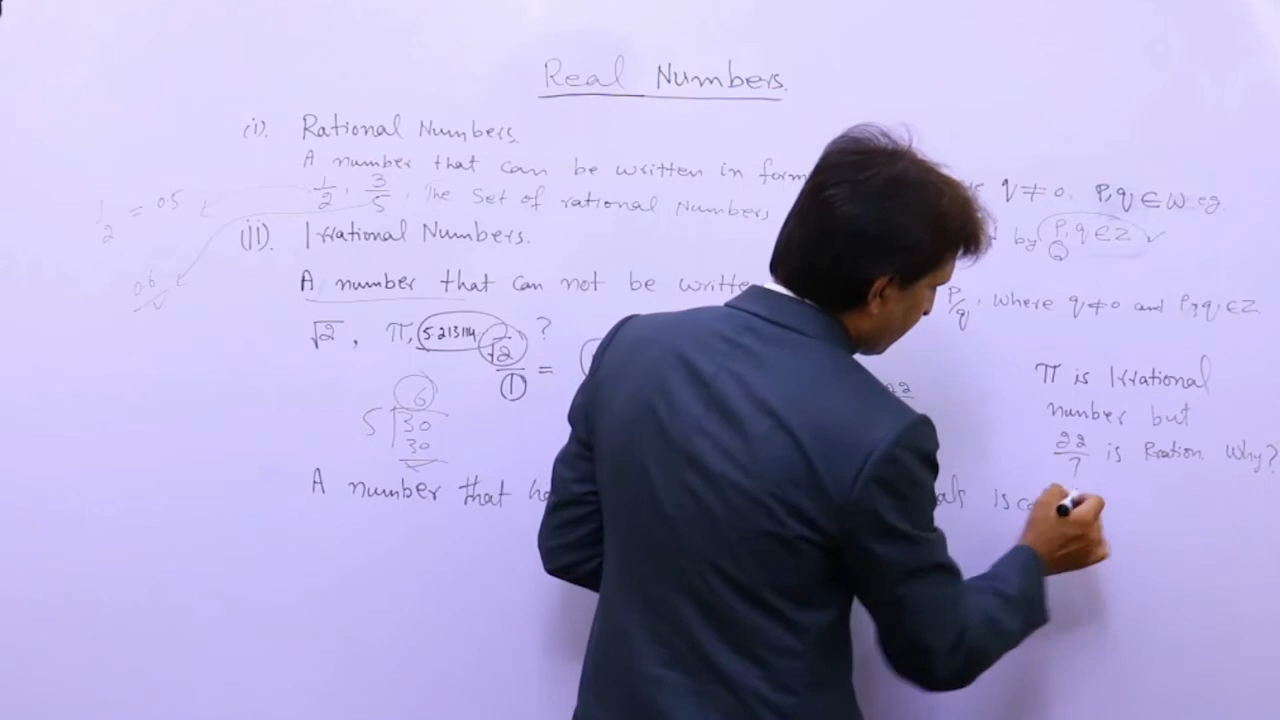 Real Numbers.
(i). Rational Numbers.
A number that can be written in form q ≠ 0. P,q ∈ W eg.
1/2, 3/5, The Set of rational Numbers by P,q ∈ Z
1/2 = 0.5
Q
(ii). Irrational Numbers.
0.6
A number that can not be P/q, where q ≠ 0 and P,q ∈ Z
√2, π, 5.213114 ?
√2/1 =
22
π is Irrational
number but
22/7 is Rration. Why?
6
5 30
30
A number that is